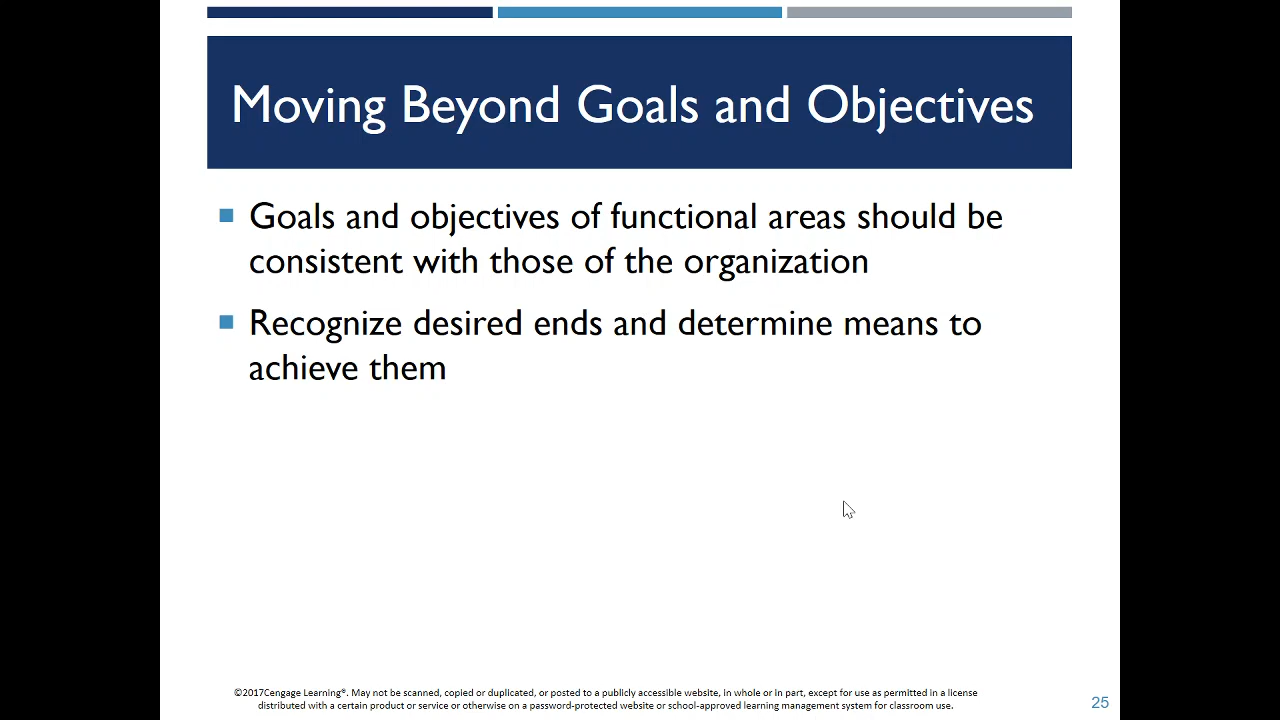 Moving Beyond Goals and Objectives
Goals and objectives of functional areas should be
consistent with those of the organization
Recognize desired ends and determine means to
achieve them
©2017Cengage Learning®. May not be scanned, copied or duplicated, or posted to a publicly accessible website, in whole or in part, except for use as permitted in a license
distributed with a certain product or service or otherwise on a password-protected website or school-approved learning management system for classroom use.
25